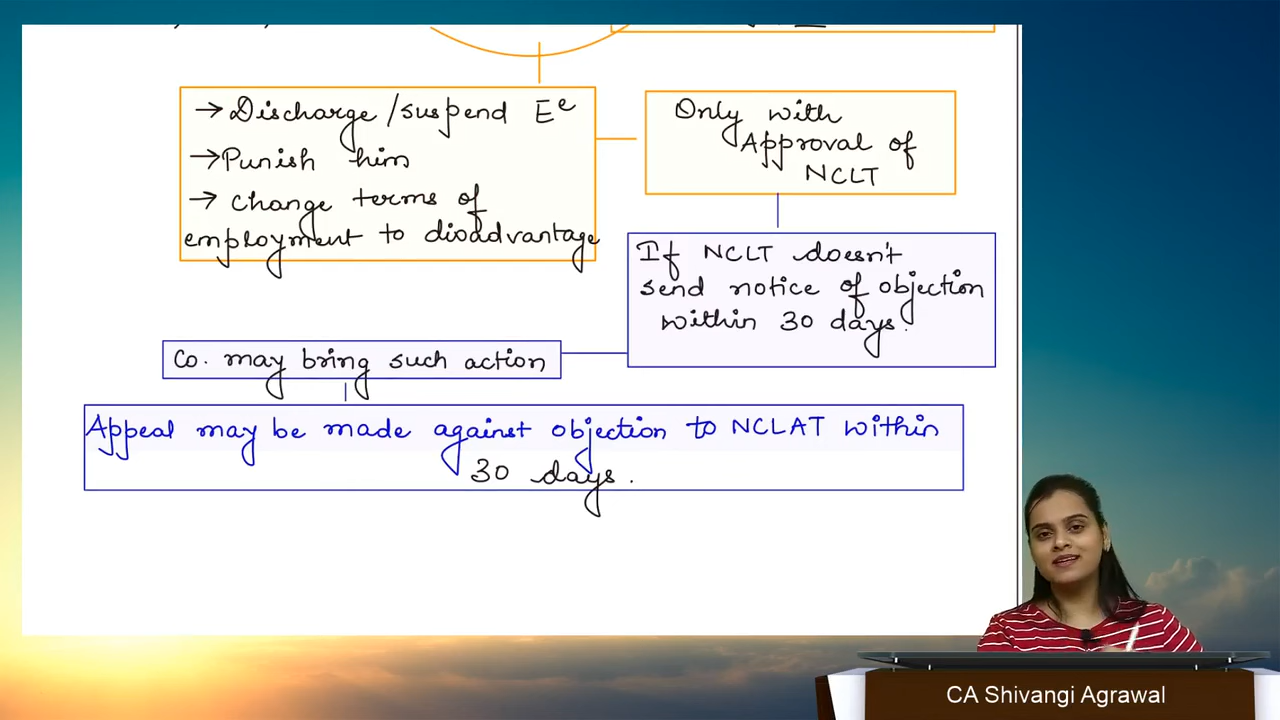 → Discharge/suspend Eᵉ
→ Punish him
→ change terms of
employment to disadvantage
Only with
Approval of
NCLT
If NCLT doesn't
send notice of objection
within 30 days.
Co. may bring such action
Appeal may be made against objection to NCLAT within
30 days.
CA Shivangi Agrawal